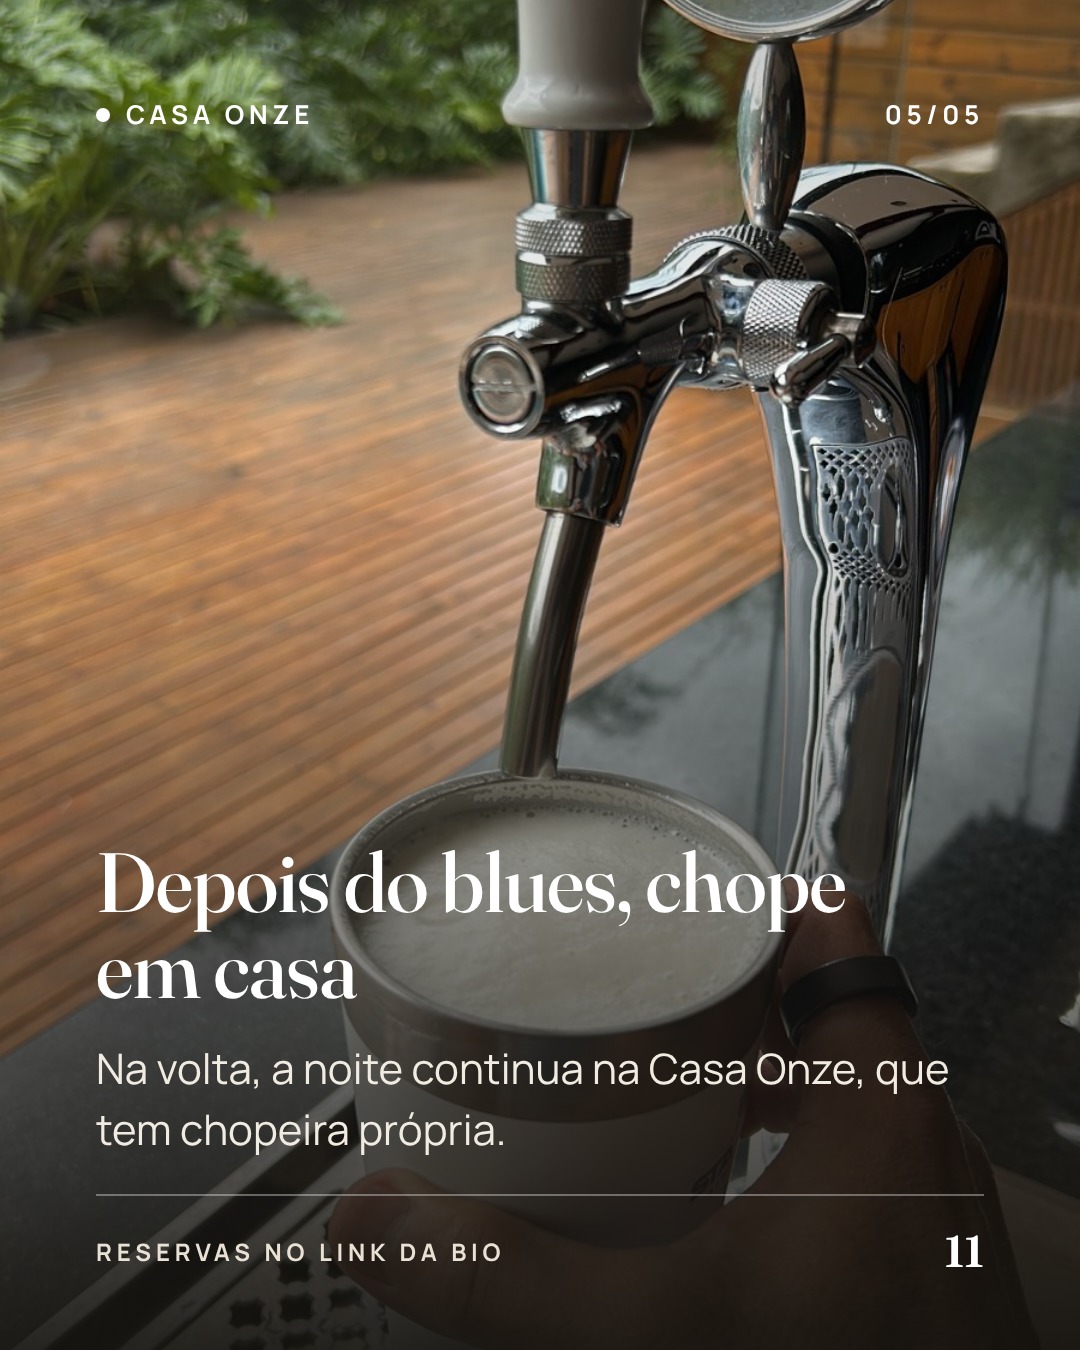 CASA ONZE
05/05
Depois do blues, chope
em casa
Na volta, a noite continua na Casa Onze, que
tem chopeira própria.
RESERVAS NO LINK DA BIO
11